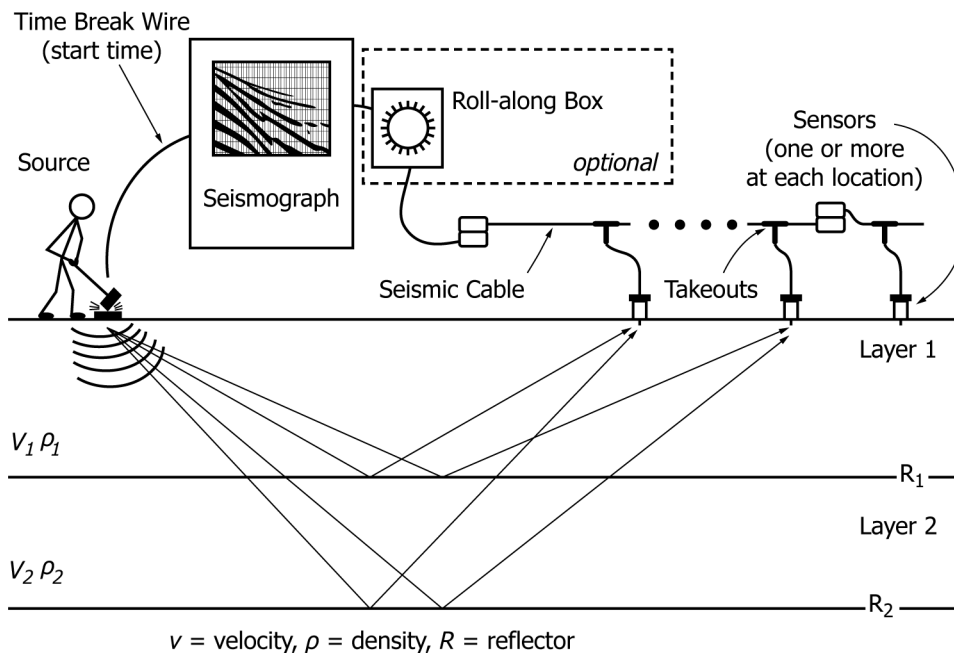 Time Break Wire
(start time)
Source
Seismograph
Roll-along Box
optional
Sensors
(one or more
at each location)
Seismic Cable
Takeouts
Layer 1
V₁ ρ₁
R₁
Layer 2
V₂ ρ₂
R₂
v = velocity, ρ = density, R = reflector